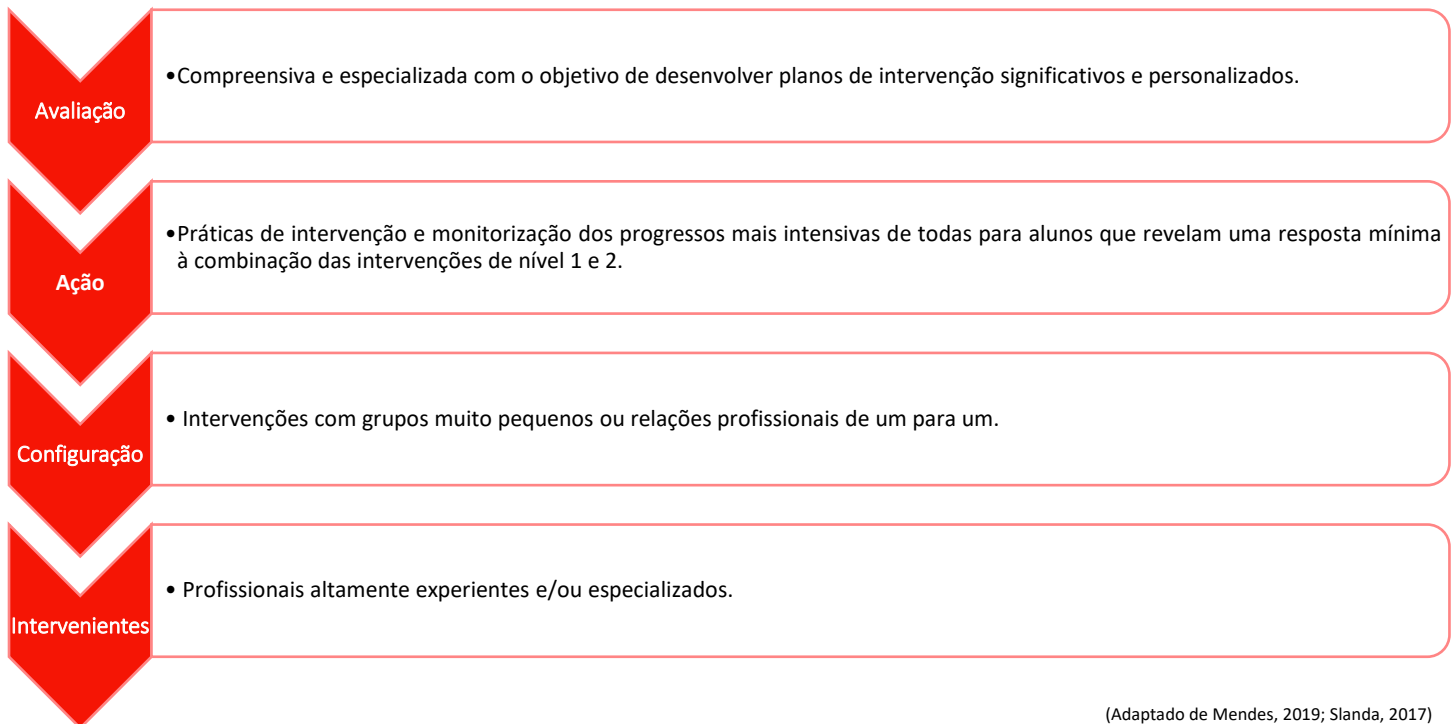 Avaliação
•Compreensiva e especializada com o objetivo de desenvolver planos de intervenção significativos e personalizados.
Ação
•Práticas de intervenção e monitorização dos progressos mais intensivas de todas para alunos que revelam uma resposta mínima
à combinação das intervenções de nível 1 e 2.
Configuração
• Intervenções com grupos muito pequenos ou relações profissionais de um para um.
Intervenientes
• Profissionais altamente experientes e/ou especializados.
(Adaptado de Mendes, 2019; Slanda, 2017)